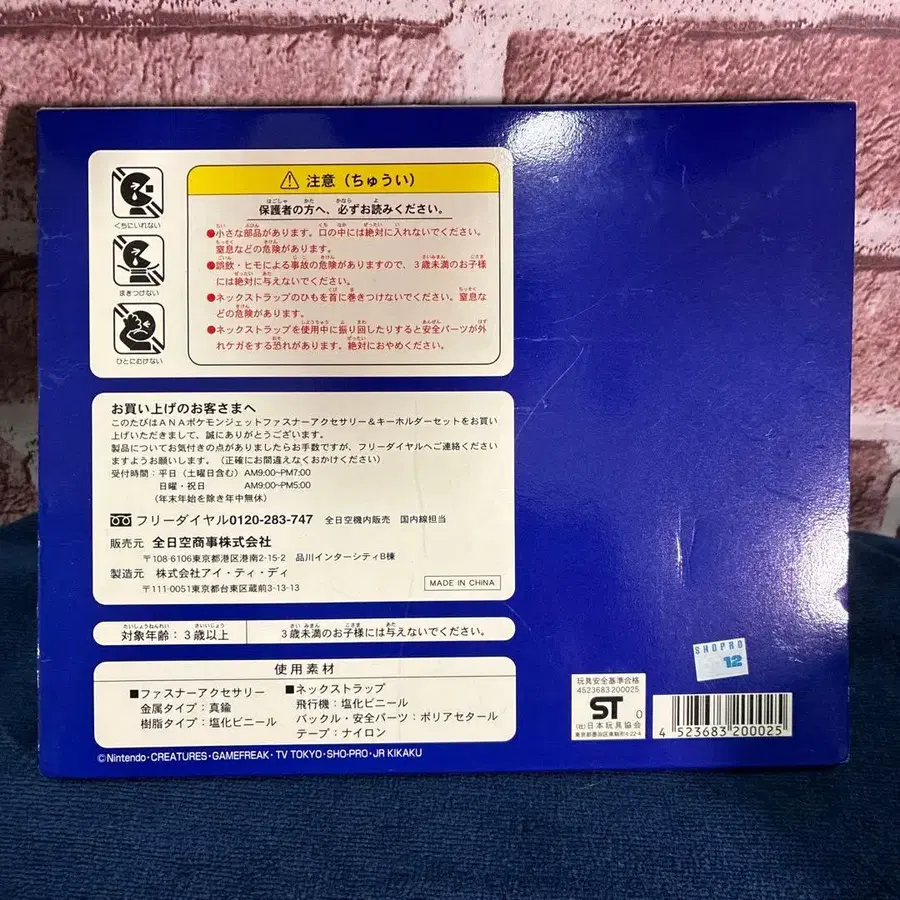 くちにいれない
まきつけない
ひとにむけない
注意（ちゅうい）
保護者の方へ、必ずお読みください。
●小さな部品があります。口の中には絶対に入れないでください。
窒息などの危険があります。
●誤飲・ヒモによる事故の危険がありますので、３歳未満のお子様
には絶対に与えないでください。
●ネックストラップのひもを首に巻きつけないでください。窒息な
どの危険があります。
●ネックストラップを使用中に振り回したりすると安全パーツが外
れケガをする恐れがあります。絶対におやめください。
お買い上げのお客さまへ
このたびはＡＮＡポケモンジェットファスナーアクセサリー＆キーホルダーセットをお買い
上げいただきまして、誠にありがとうございます。
製品についてお気付きの点がありましたらお手数ですが、フリーダイヤルへご連絡ください
ますようお願いします。（正確にお間違えなくおかけください）
受付時間：平日（土曜日含む）AM9:00~PM7:00
日曜・祝日 AM9:00~PM5:00
（年末年始を除き年中無休）
フリーダイヤル0120-283-747 全日空機内販売 国内線担当
販売元 全日空商事株式会社
〒108-6106東京都港区港南2-15-2 品川インターシティB棟
製造元 株式会社アイ・ティ・ディ
〒111-0051東京都台東区蔵前3-13-13
MADE IN CHINA
対象年齢：３歳以上 ３歳未満のお子様には与えないでください。
使用素材
■ファスナーアクセサリー
金属タイプ：真鍮
樹脂タイプ：塩化ビニール
■ネックストラップ
飛行機：塩化ビニール
バックル・安全パーツ：ポリアセタール
テープ：ナイロン
©Nintendo・CREATURES・GAMEFREAK・TV TOKYO・SHO-PRO・JR KIKAKU
玩具安全基準合格
4523683200025
ST 0
(社)日本玩具協会
東京都墨田区東駒形4-22-4
SHOPRO
12
4 523683 200025